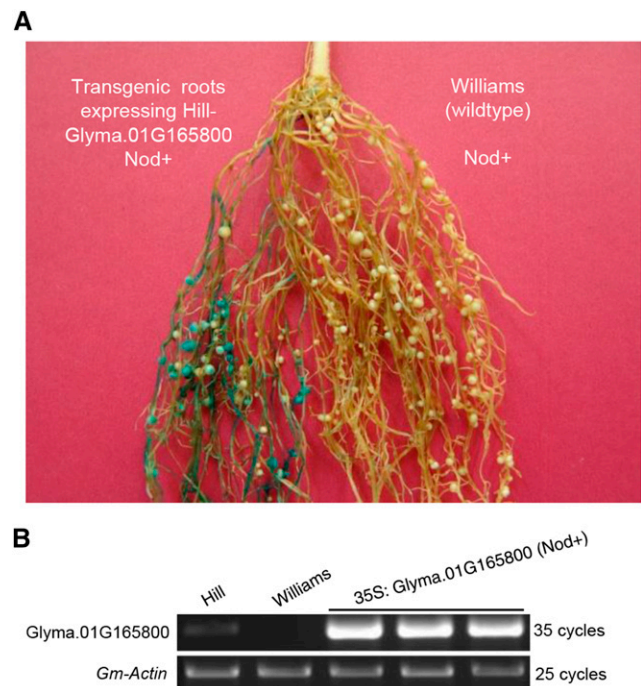 A
Transgenic roots
expressing Hill-
Glyma.01G165800
Nod+
Williams
(wildtype)
Nod+
B
Hill
Williams
35S: Glyma.01G165800 (Nod+)
Glyma.01G165800
35 cycles
Gm-Actin
25 cycles